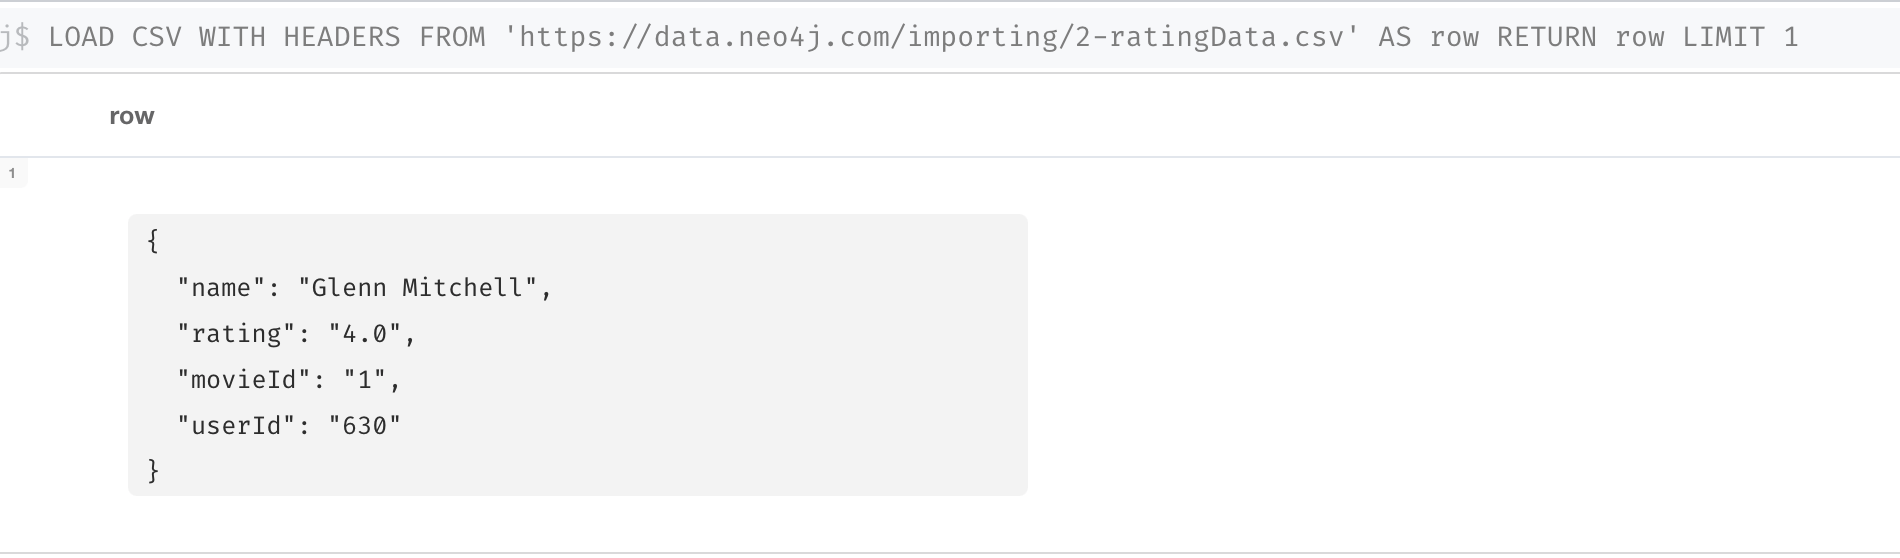 j$ LOAD CSV WITH HEADERS FROM 'https://data.neo4j.com/importing/2-ratingData.csv' AS row RETURN row LIMIT 1
row
1
{
"name": "Glenn Mitchell",
"rating": "4.0",
"movieId": "1",
"userId": "630"
}